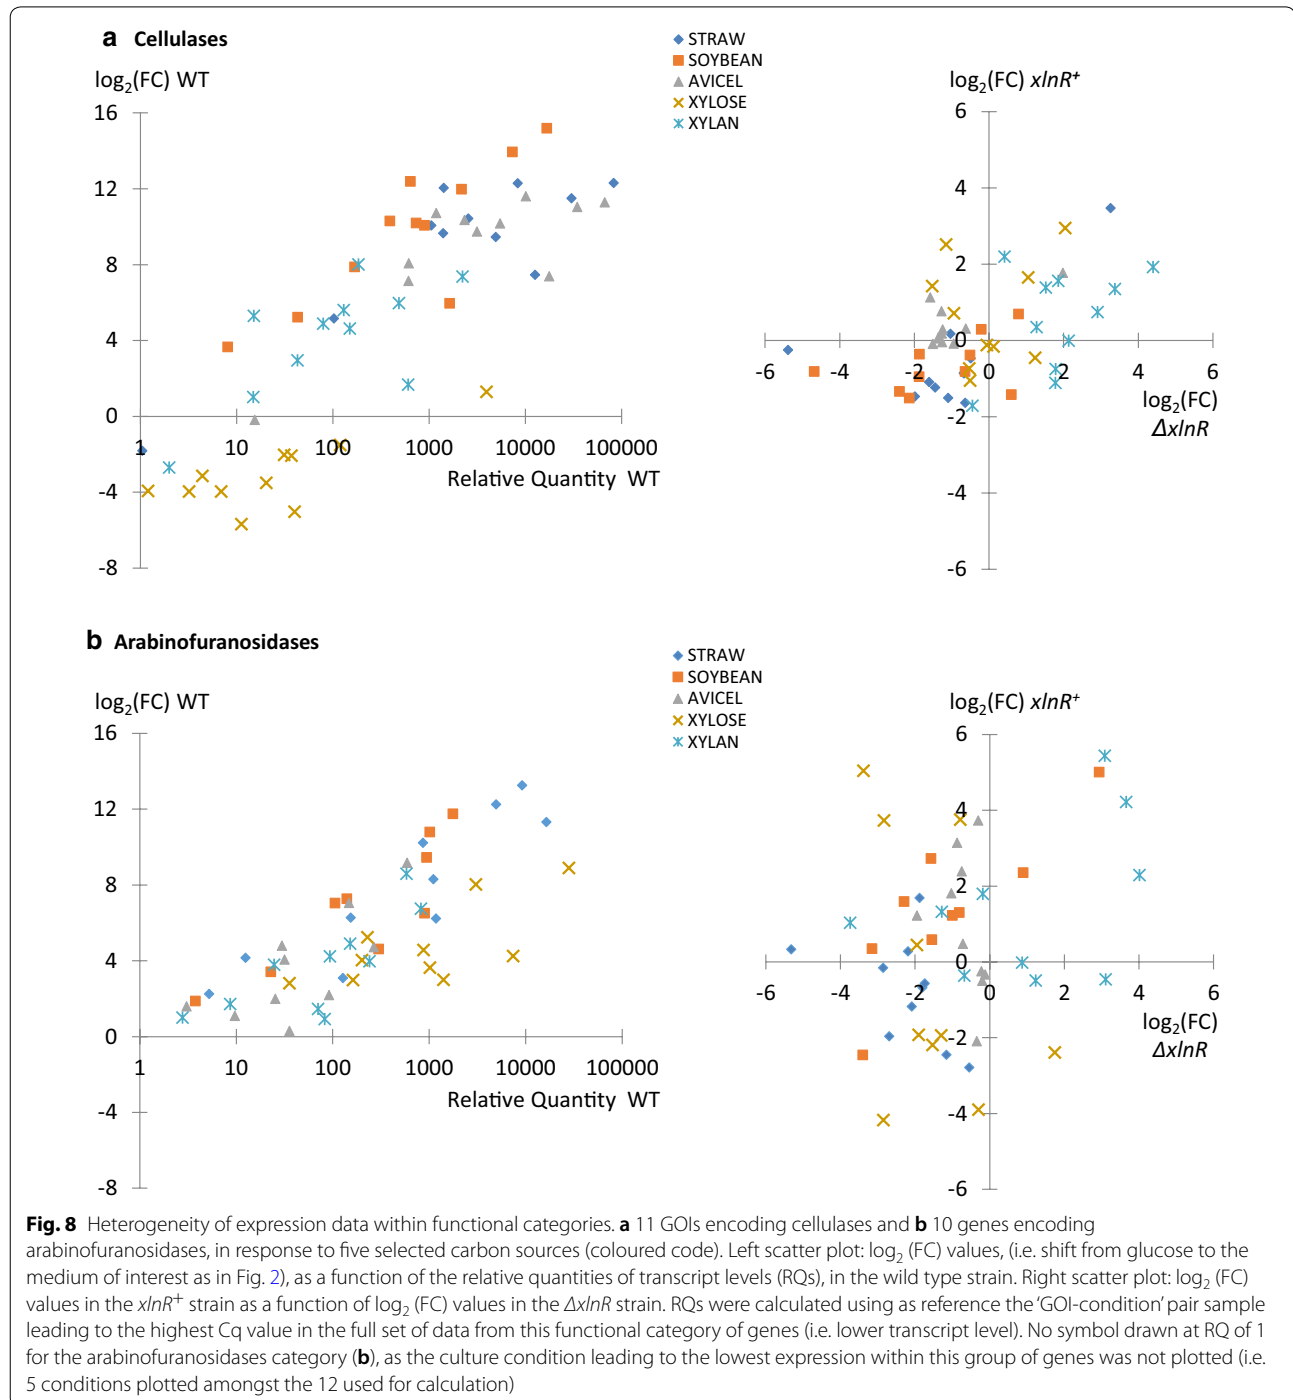 a Cellulases
log₂(FC) WT
16
12
8
4
0
-4
-8
1 10 100 1000 10000 100000
Relative Quantity WT
STRAW
SOYBEAN
AVICEL
XYLOSE
XYLAN
log₂(FC) xlnR⁺
6
4
2
0
-2
-4
-6
-6 -4 -2 0 2 4 6
log₂(FC)
ΔxlnR
b Arabinofuranosidases
log₂(FC) WT
16
12
8
4
0
-4
-8
1 10 100 1000 10000 100000
Relative Quantity WT
STRAW
SOYBEAN
AVICEL
XYLOSE
XYLAN
log₂(FC) xlnR⁺
6
4
2
0
-2
-4
-6
-6 -4 -2 0 2 4 6
log₂(FC)
ΔxlnR
Fig. 8 Heterogeneity of expression data within functional categories. a 11 GOIs encoding cellulases and b 10 genes encoding
arabinofuranosidases, in response to five selected carbon sources (coloured code). Left scatter plot: log₂ (FC) values, (i.e. shift from glucose to the
medium of interest as in Fig. 2), as a function of the relative quantities of transcript levels (RQs), in the wild type strain. Right scatter plot: log₂ (FC)
values in the xlnR⁺ strain as a function of log₂ (FC) values in the ΔxlnR strain. RQs were calculated using as reference the ‘GOI-condition’ pair sample
leading to the highest Cq value in the full set of data from this functional category of genes (i.e. lower transcript level). No symbol drawn at RQ of 1
for the arabinofuranosidases category (b), as the culture condition leading to the lowest expression within this group of genes was not plotted (i.e.
5 conditions plotted amongst the 12 used for calculation)